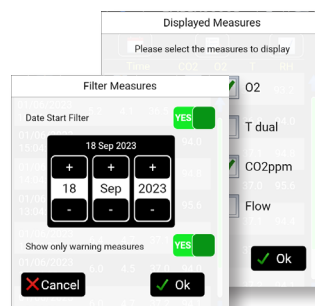 Displayed Measures
Please select the measures to display
O2
T dual
CO2ppm
Flow
Ok
Filter Measures
Date Start Filter
YES
18 Sep 2023
+ + +
18 Sep 2023
- - -
Show only warning measures
YES
Cancel
Ok